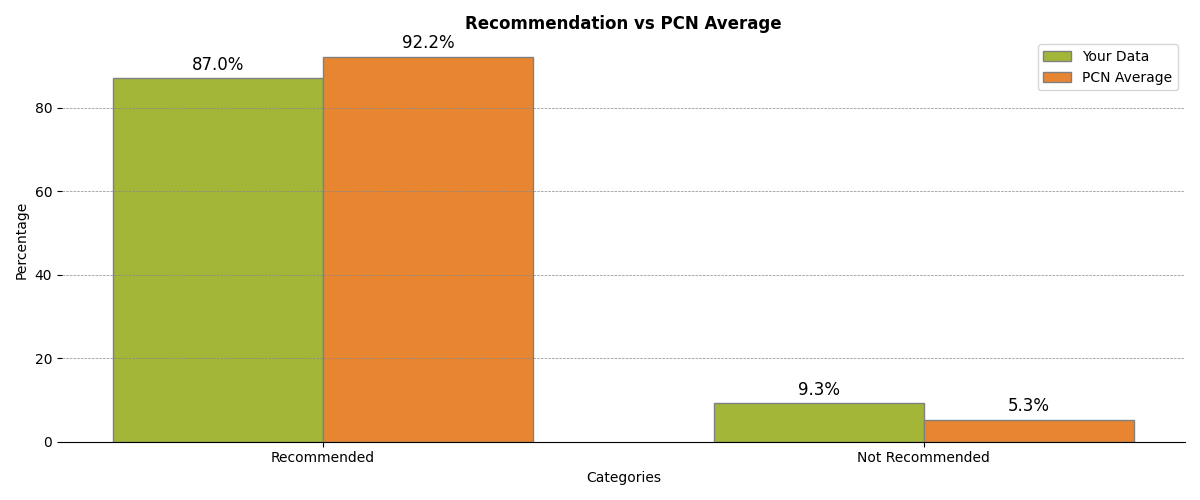 Recommendation vs PCN Average
92.2%
87.0%
Your Data
PCN Average
80
60
40
20
0
9.3%
5.3%
Percentage
Recommended
Not Recommended
Categories